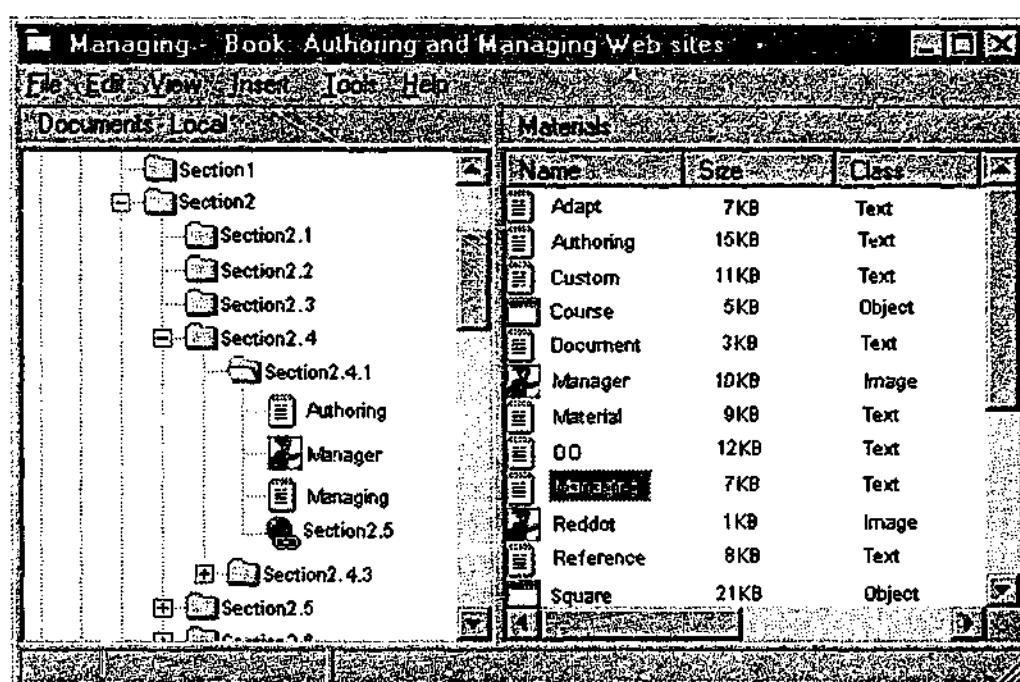 Managing - Book: Authoring and Managing Web sites
File Edit View Insert Tools Help
Documents - Local
Section1
Section2
Section2.1
Section2.2
Section2.3
Section2.4
Section2.4.1
Authoring
Manager
Managing
Section2.5
Section2.4.3
Section2.5
Materials
Name Size Class
Adapt 7KB Text
Authoring 15KB Text
Custom 11KB Text
Course 5KB Object
Document 3KB Text
Manager 10KB Image
Material 9KB Text
OO 12KB Text
Managing 7KB Text
Reddot 1KB Image
Reference 8KB Text
Square 21KB Object